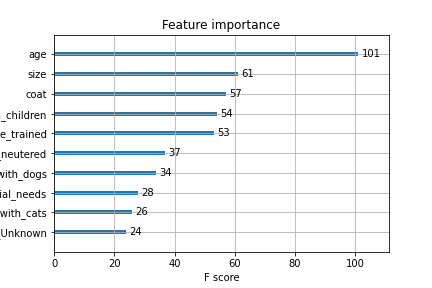 Feature importance
age 101
size 61
coat 57
_children 54
e_trained 53
_neutered 37
with_dogs 34
ial_needs 28
with_cats 26
Unknown 24
0 20 40 60 80 100
F score